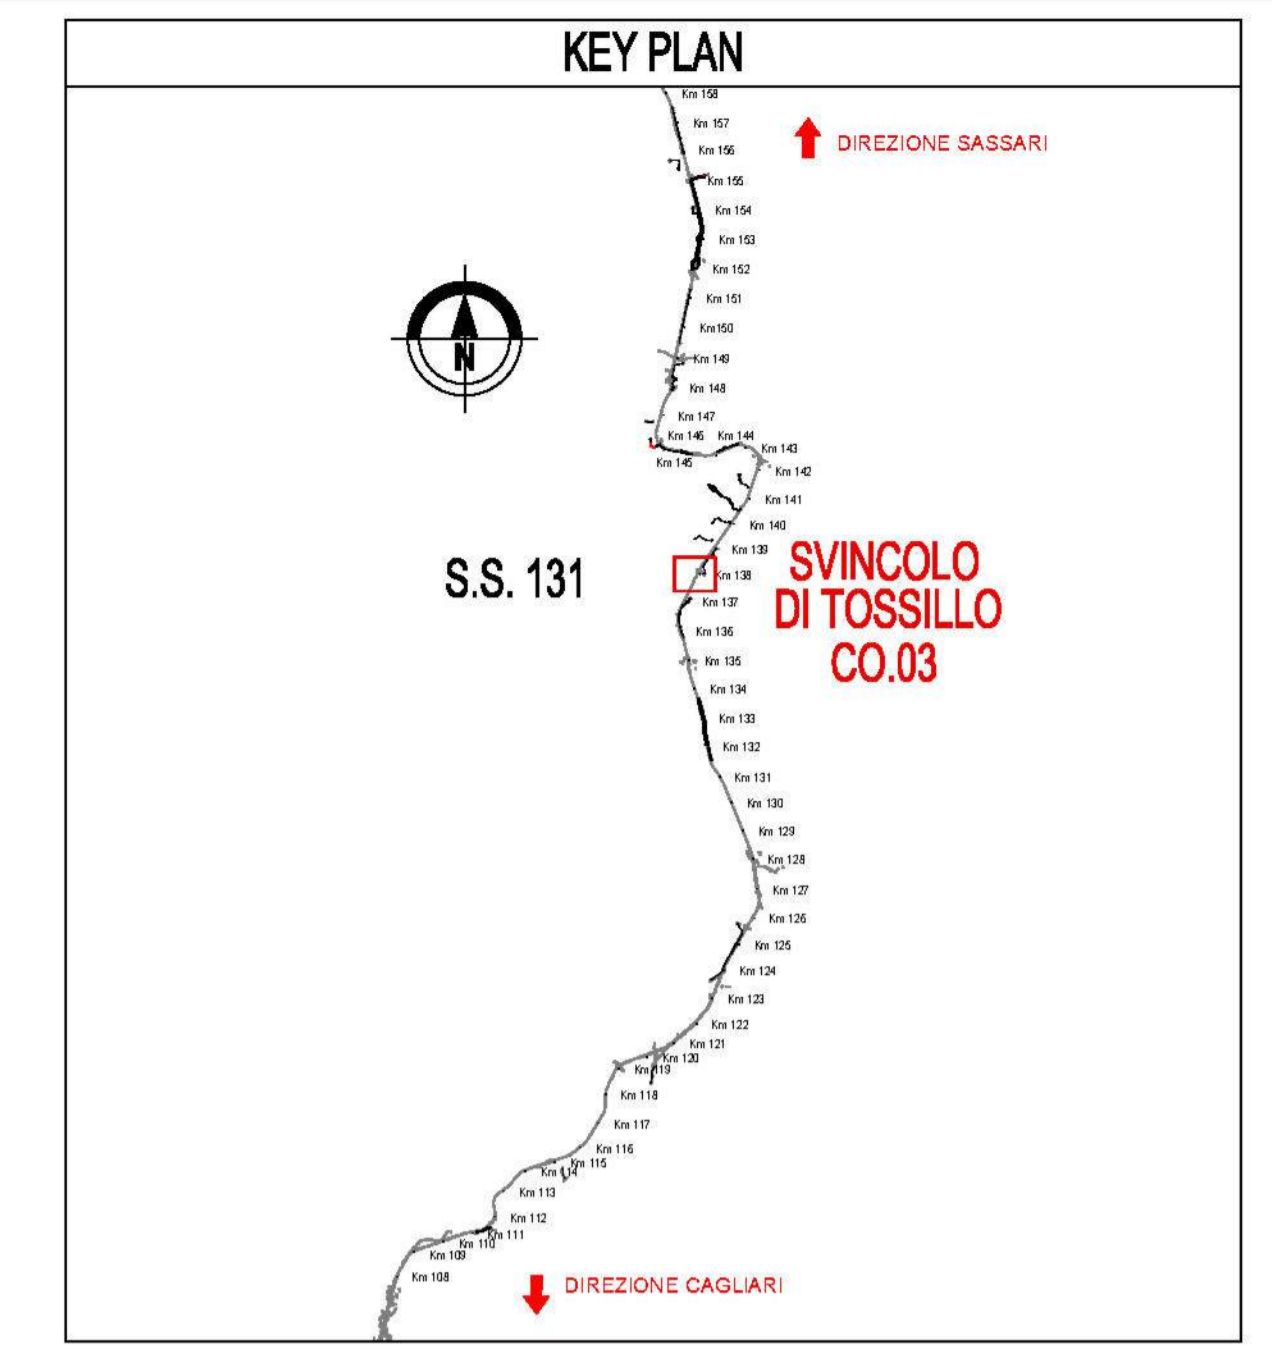 KEY PLAN
Km 158
Km 157
DIREZIONE SASSARI
Km 156
Km 155
Km 154
Km 153
Km 152
Km 151
Km150
N
Km 149
Km 148
Km 147
Km 146
Km 144
Km 143
Km 145
Km 142
Km 141
Km 140
Km 139
S.S. 131
Km 138
SVINCOLO
DI TOSSILLO
CO.03
Km 137
Km 136
Km 135
Km 134
Km 133
Km 132
Km 131
Km 130
Km 129
Km 128
Km 127
Km 126
Km 125
Km 124
Km 123
Km 122
Km 121
Km 120
Km 119
Km 118
Km 117
Km 116
Km 115
Km 114
Km 113
Km 112
Km 111
Km 110
Km 109
Km 108
DIREZIONE CAGLIARI